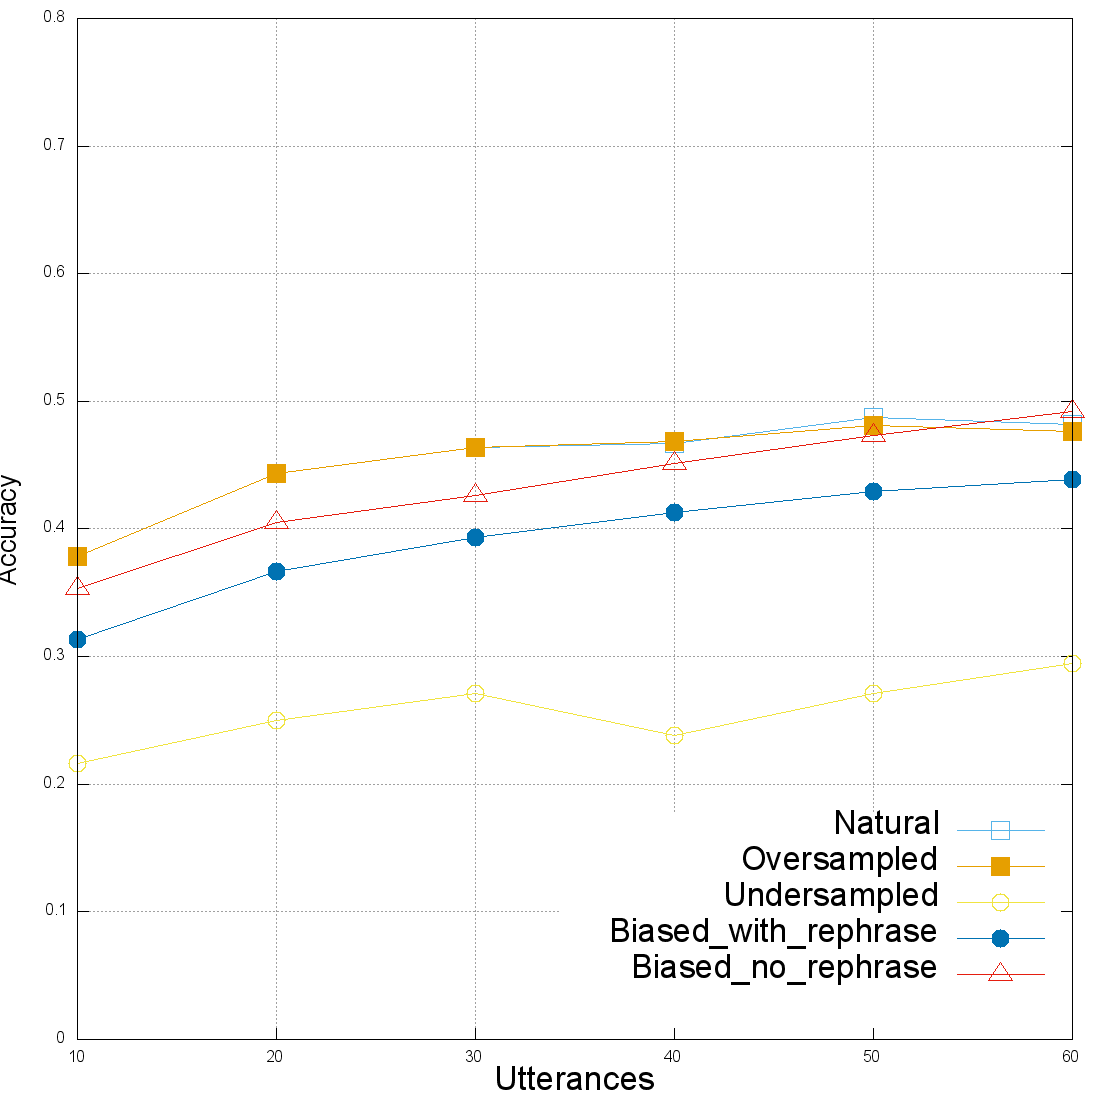 0.8
0.7
0.6
0.5
0.4
0.3
0.2
0.1
0
Accuracy
Natural
Oversampled
Undersampled
Biased_with_rephrase
Biased_no_rephrase
10 20 30 40 50 60
Utterances